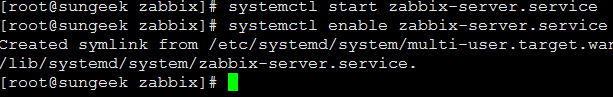 [root@sungeek zabbix]# systemctl start zabbix-server.service
[root@sungeek zabbix]# systemctl enable zabbix-server.service
Created symlink from /etc/systemd/system/multi-user.target.wan
/lib/systemd/system/zabbix-server.service.
[root@sungeek zabbix]#